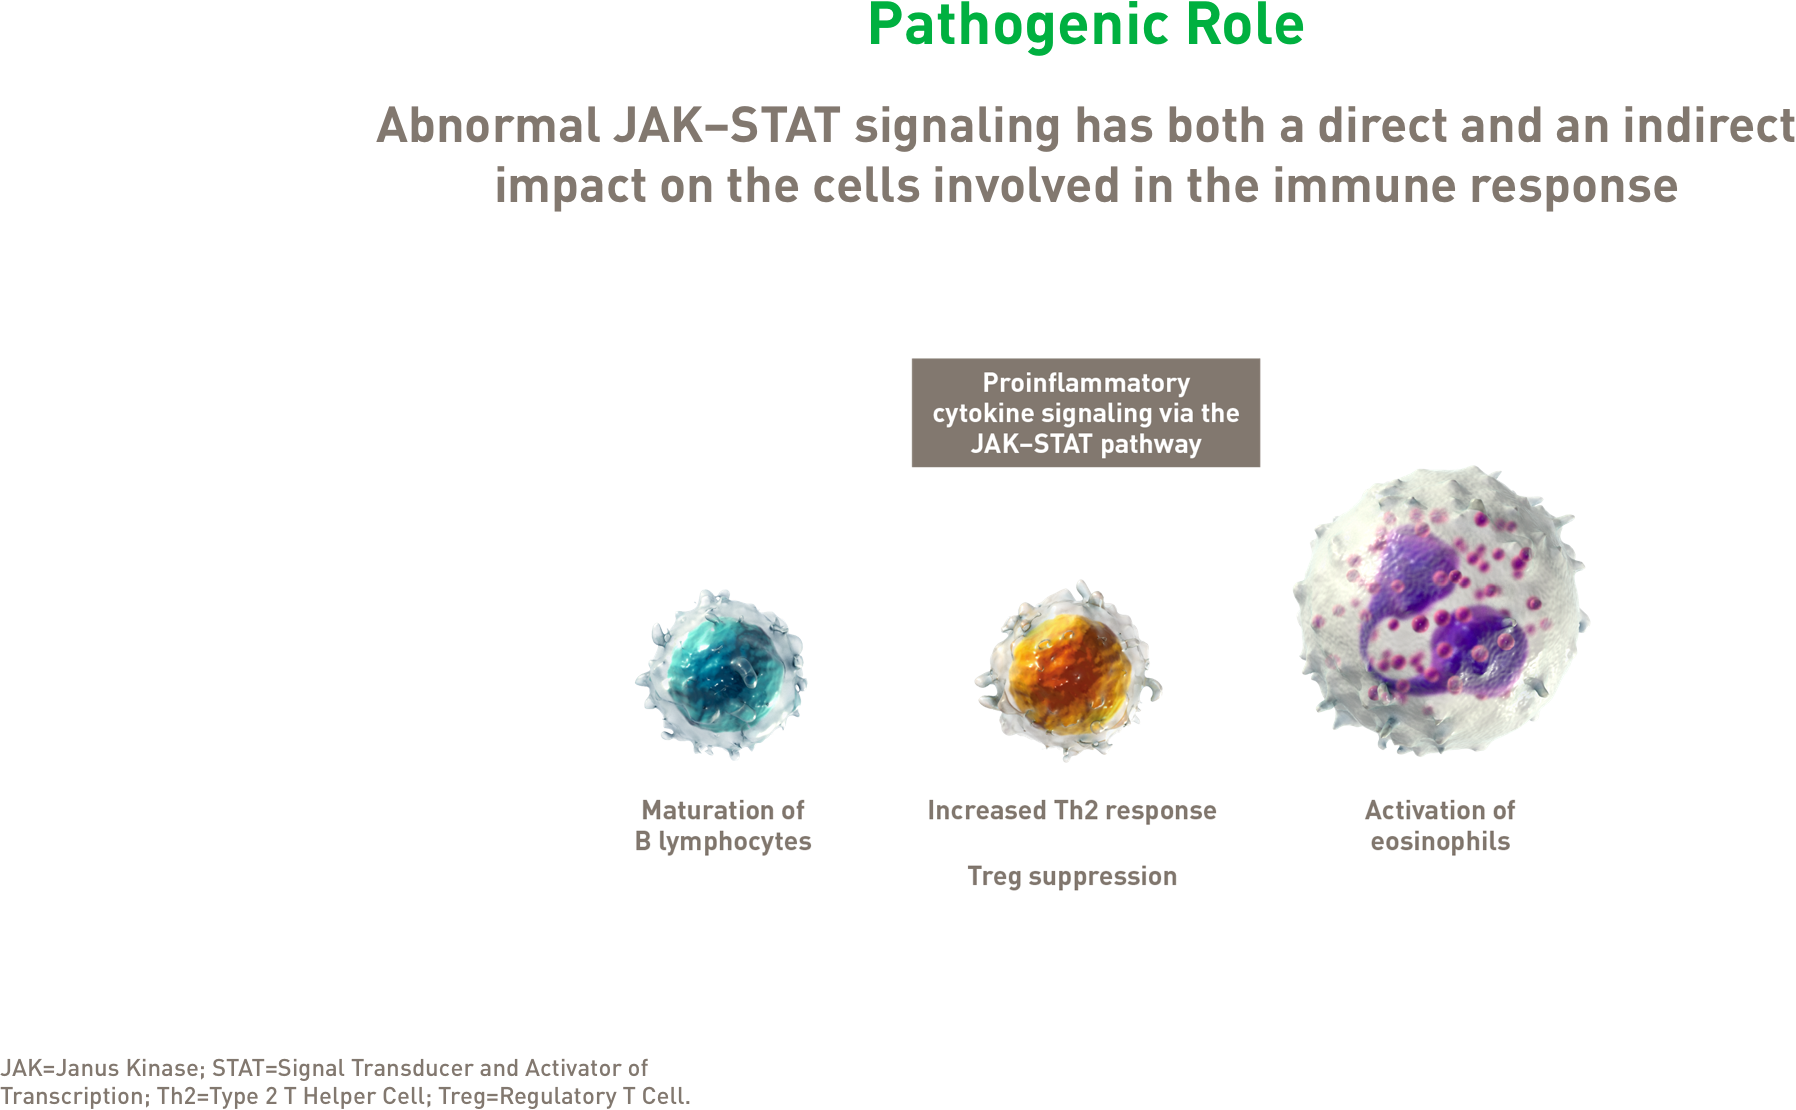 Pathogenic Role
Abnormal JAK–STAT signaling has both a direct and an indirect
impact on the cells involved in the immune response
Proinflammatory
cytokine signaling via the
JAK–STAT pathway
Maturation of
B lymphocytes
Increased Th2 response
Treg suppression
Activation of
eosinophils
JAK=Janus Kinase; STAT=Signal Transducer and Activator of
Transcription; Th2=Type 2 T Helper Cell; Treg=Regulatory T Cell.